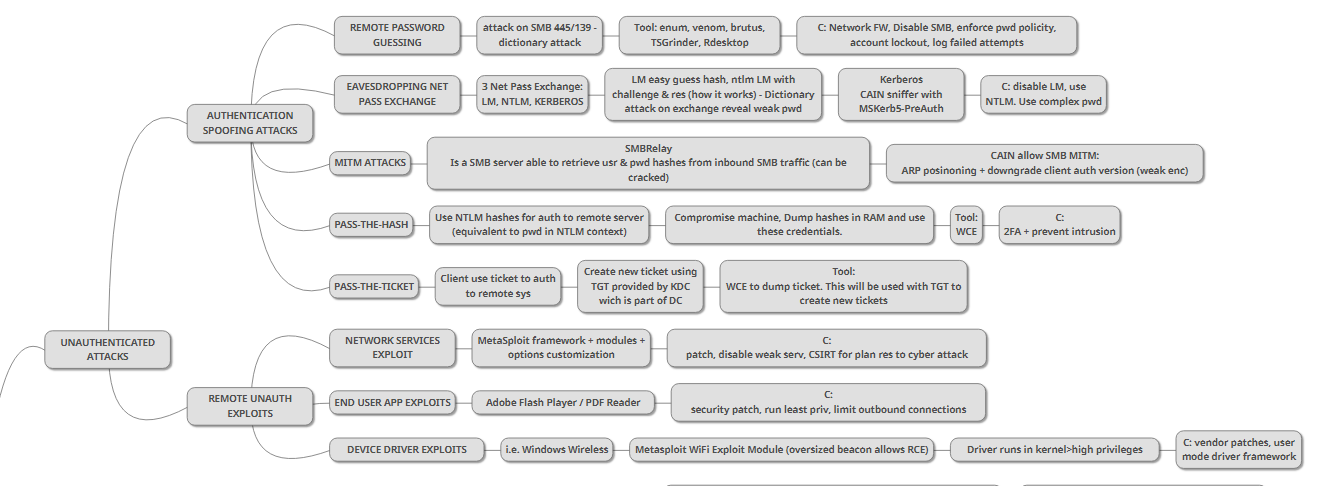 REMOTE PASSWORD
GUESSING
attack on SMB 445/139 -
dictionary attack
Tool: enum, venom, brutus,
TSGrinder, Rdesktop
C: Network FW, Disable SMB, enforce pwd policity,
account lockout, log failed attempts
EAVESDROPPING NET
PASS EXCHANGE
3 Net Pass Exchange:
LM, NTLM, KERBEROS
LM easy guess hash, ntlm LM with
challenge & res (how it works) - Dictionary
attack on exchange reveal weak pwd
Kerberos
CAIN sniffer with
MSKerb5-PreAuth
C: disable LM, use
NTLM. Use complex pwd
AUTHENTICATION
SPOOFING ATTACKS
MITM ATTACKS
SMBRelay
Is a SMB server able to retrieve usr & pwd hashes from inbound SMB traffic (can be
cracked)
CAIN allow SMB MITM:
ARP posinoning + downgrade client auth version (weak enc)
PASS-THE-HASH
Use NTLM hashes for auth to remote server
(equivalent to pwd in NTLM context)
Compromise machine, Dump hashes in RAM and use
these credentials.
Tool:
WCE
C:
2FA + prevent intrusion
PASS-THE-TICKET
Client use ticket to auth
to remote sys
Create new ticket using
TGT provided by KDC
wich is part of DC
Tool:
WCE to dump ticket. This will be used with TGT to
create new tickets
UNAUTHENTICATED
ATTACKS
NETWORK SERVICES
EXPLOIT
MetaSploit framework + modules +
options customization
C:
patch, disable weak serv, CSIRT for plan res to cyber attack
REMOTE UNAUTH
EXPLOITS
END USER APP EXPLOITS
Adobe Flash Player / PDF Reader
C:
security patch, run least priv, limit outbound connections
DEVICE DRIVER EXPLOITS
i.e. Windows Wireless
Metasploit WiFi Exploit Module (oversized beacon allows RCE)
Driver runs in kernel>high privileges
C: vendor patches, user
mode driver framework